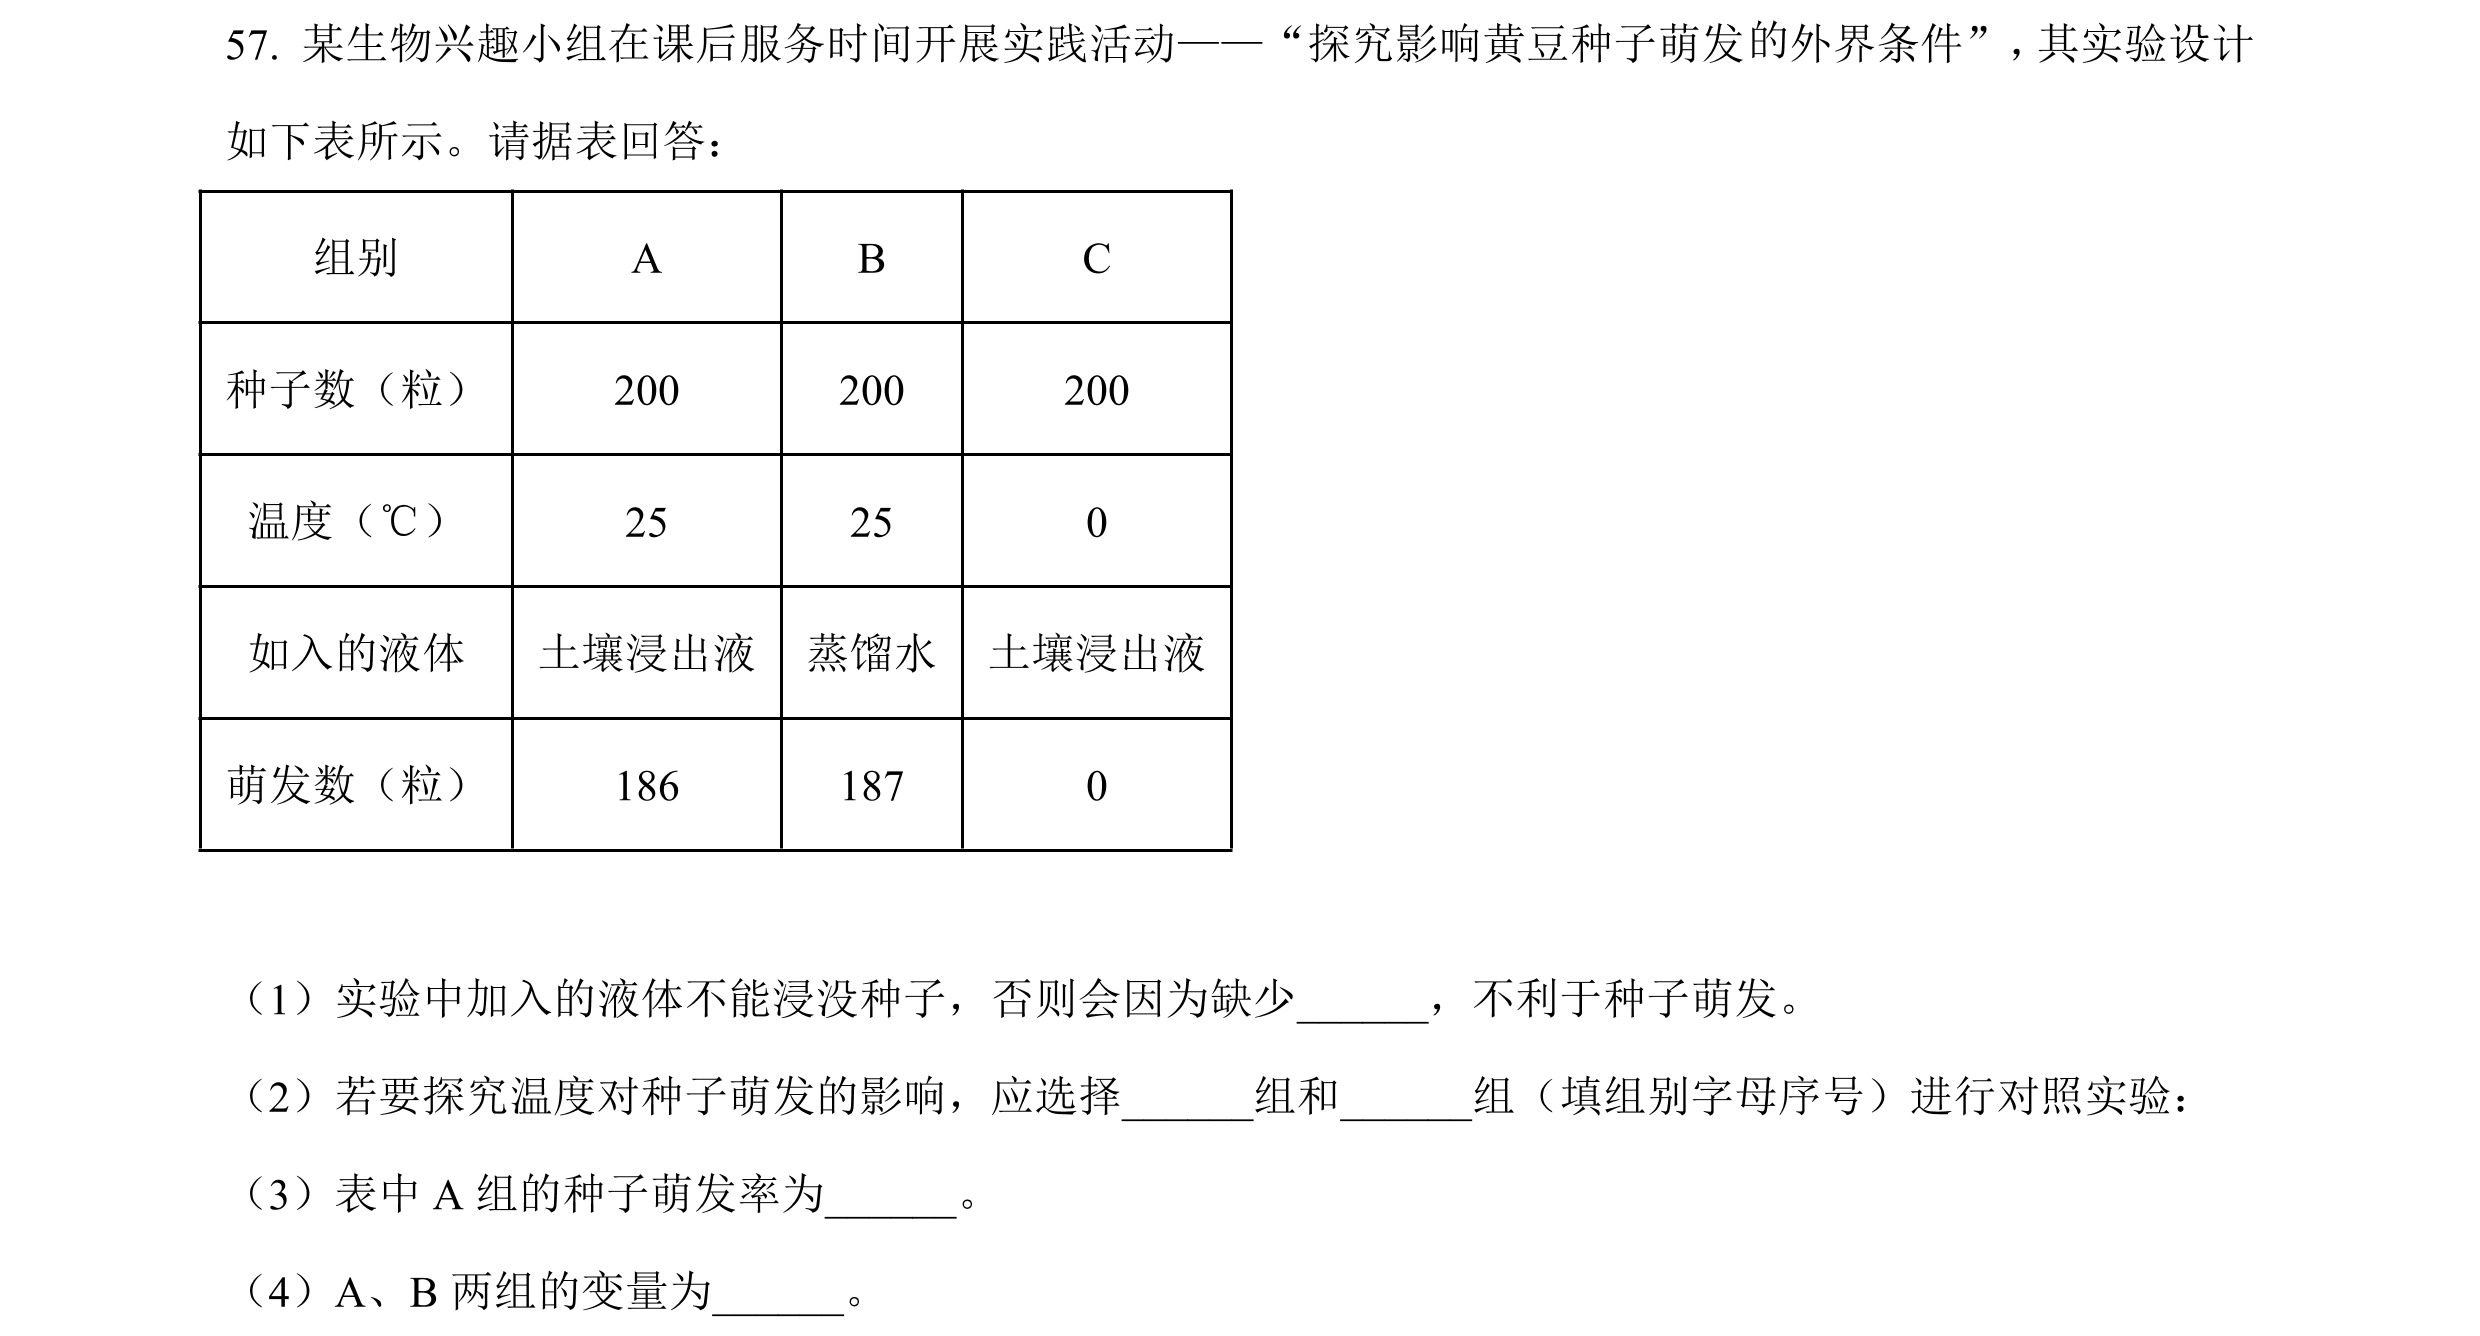 57. 某生物兴趣小组在课后服务时间开展实践活动——“探究影响黄豆种子萌发的外界条件”，其实验设计
如下表所示。请据表回答：
组别 A B C
种子数（粒） 200 200 200
温度（℃） 25 25 0
如入的液体 土壤浸出液 蒸馏水 土壤浸出液
萌发数（粒） 186 187 0
（1）实验中加入的液体不能浸没种子，否则会因为缺少______，不利于种子萌发。
（2）若要探究温度对种子萌发的影响，应选择______组和______组（填组别字母序号）进行对照实验：
（3）表中 A 组的种子萌发率为______。
（4）A、B 两组的变量为______。